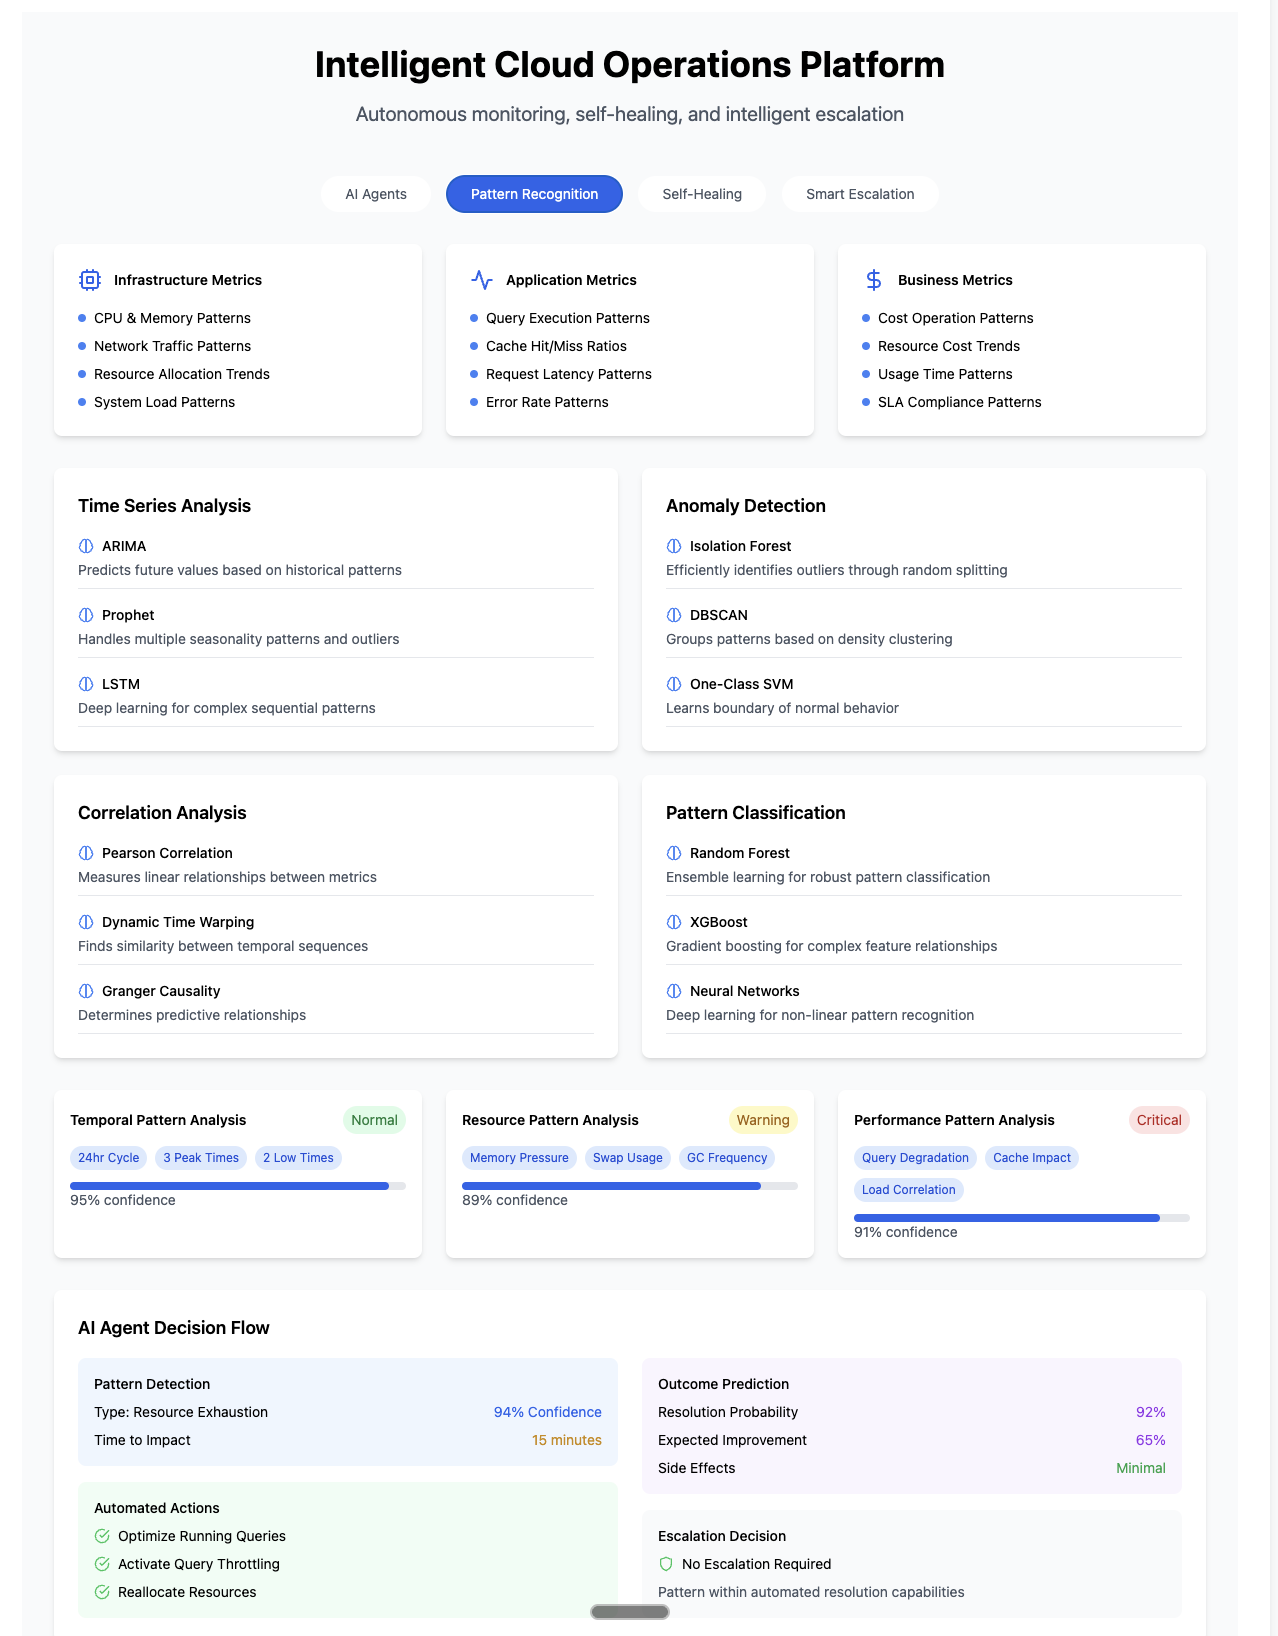 Intelligent Cloud Operations Platform
Autonomous monitoring, self-healing, and intelligent escalation
AI Agents
Pattern Recognition
Self-Healing
Smart Escalation
Infrastructure Metrics
CPU & Memory Patterns
Network Traffic Patterns
Resource Allocation Trends
System Load Patterns
Application Metrics
Query Execution Patterns
Cache Hit/Miss Ratios
Request Latency Patterns
Error Rate Patterns
Business Metrics
Cost Operation Patterns
Resource Cost Trends
Usage Time Patterns
SLA Compliance Patterns
Time Series Analysis
ARIMA
Predicts future values based on historical patterns
Prophet
Handles multiple seasonality patterns and outliers
LSTM
Deep learning for complex sequential patterns
Anomaly Detection
Isolation Forest
Efficiently identifies outliers through random splitting
DBSCAN
Groups patterns based on density clustering
One-Class SVM
Learns boundary of normal behavior
Correlation Analysis
Pearson Correlation
Measures linear relationships between metrics
Dynamic Time Warping
Finds similarity between temporal sequences
Granger Causality
Determines predictive relationships
Pattern Classification
Random Forest
Ensemble learning for robust pattern classification
XGBoost
Gradient boosting for complex feature relationships
Neural Networks
Deep learning for non-linear pattern recognition
Temporal Pattern Analysis
Normal
24hr Cycle
3 Peak Times
2 Low Times
95% confidence
Resource Pattern Analysis
Warning
Memory Pressure
Swap Usage
GC Frequency
89% confidence
Performance Pattern Analysis
Critical
Query Degradation
Cache Impact
Load Correlation
91% confidence
AI Agent Decision Flow
Pattern Detection
Type: Resource Exhaustion
94% Confidence
Time to Impact
15 minutes
Automated Actions
Optimize Running Queries
Activate Query Throttling
Reallocate Resources
Outcome Prediction
Resolution Probability
92%
Expected Improvement
65%
Side Effects
Minimal
Escalation Decision
No Escalation Required
Pattern within automated resolution capabilities